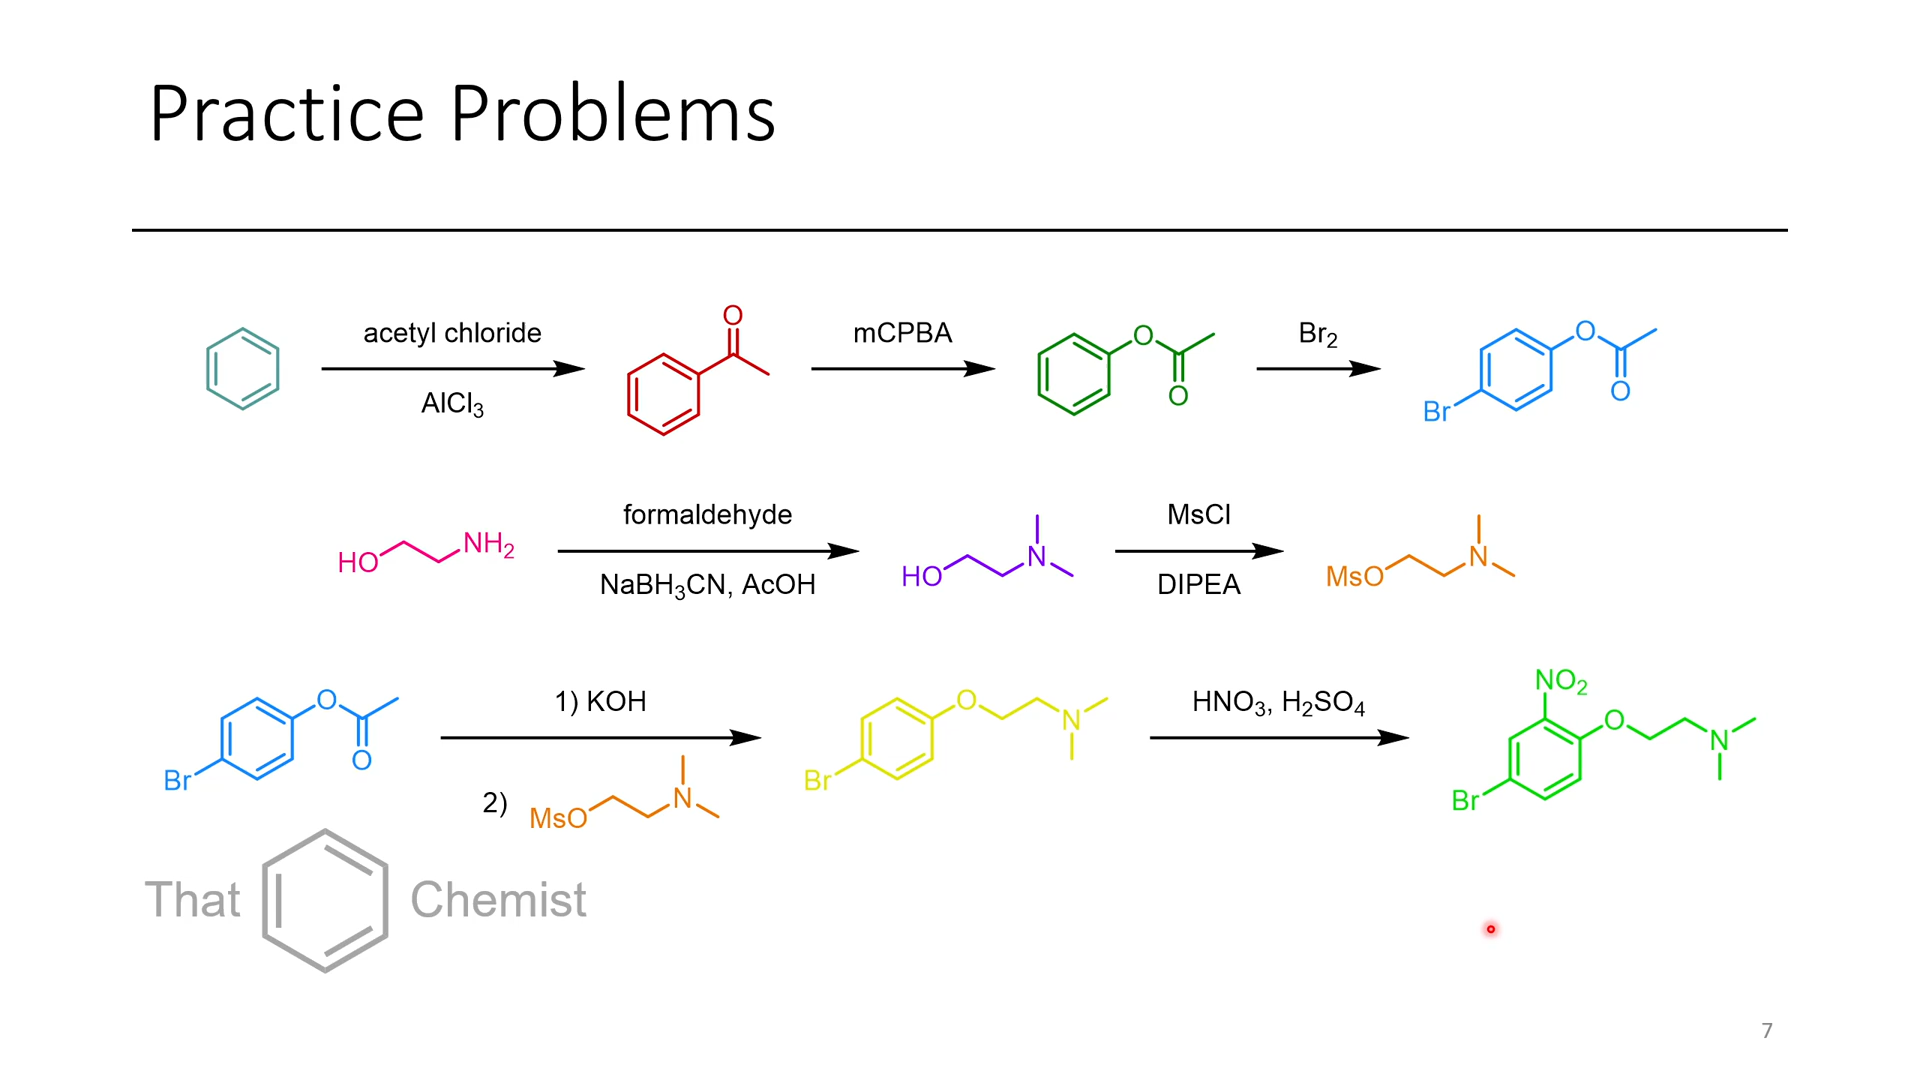 Practice Problems
acetyl chloride
AlCl₃
O
mCPBA
O
O
Br₂
O
O
Br
HO
NH₂
formaldehyde
NaBH₃CN, AcOH
HO
N
MsCl
DIPEA
MsO
N
O
O
Br
1) KOH
2)
MsO
N
O
N
Br
HNO₃, H₂SO₄
NO₂
O
N
Br
That Chemist
7